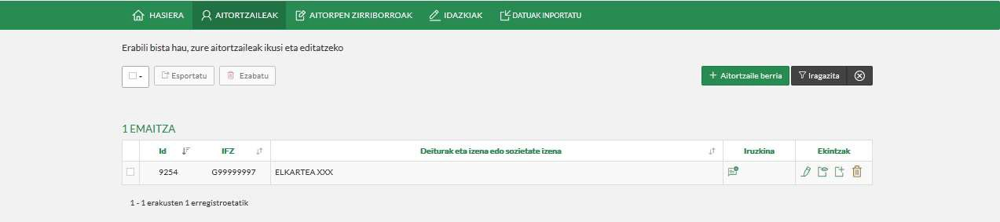 HASIERA AITORTZAILEAK AITORPEN ZIRRIBORROAK IDAZKIAK DATUAK INPORTATU
Erabili bista hau, zure aitortzaileak ikusi eta editatzeko
Esportatu Ezabatu + Aitortzaile berria Iragazita
1 EMAITZA
Id IFZ Deiturak eta izena edo sozietate izena Iruzkina Ekintzak
9254 G99999997 ELKARTEA XXX
1 - 1 erakusten 1 erregistroetatik